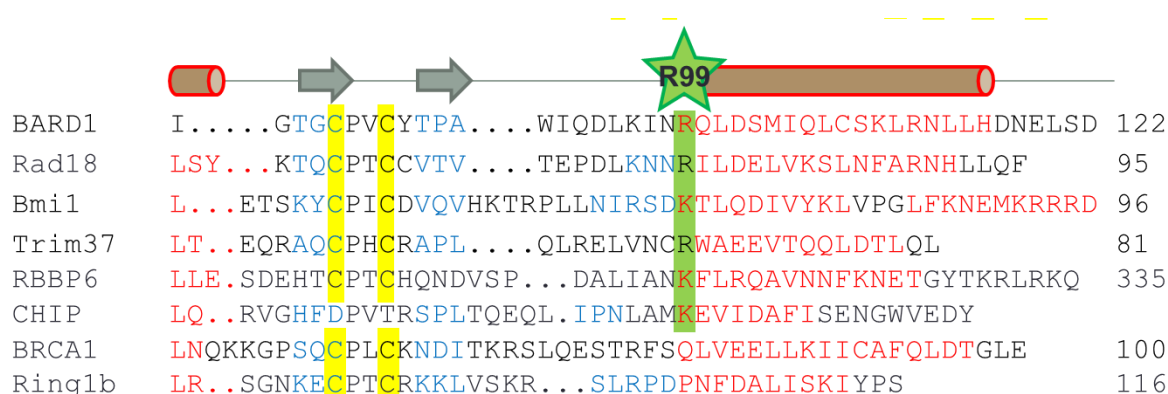 R99
BARD1 I.....GTGCPVCYTPA....WIQDLKINRQLDSMIQLCSKLRNLLHDNELSD 122
Rad18 LSY...KTQCPTCCVTV....TEPDLKNNRILDELVKSLNFARNHLLQF 95
Bmi1 L...ETSKYCPICDVQVHKTRPLLNIRSDKTLQDIVYKLVPGLFKNEMKRRRD 96
Trim37 LT..EQRAQCPHCRAPL....QLRELVNCRWAEEVTQQLDTLQL 81
RBBP6 LLE.SDEHTCPTCHQNDVSP...DALIANKFLRQAVNNFKNETGYTKRLRKQ 335
CHIP LQ..RVGHFDPVTRSPLTQEQL.IPNLAMKEVIDAFISENGWVEDY
BRCA1 LNQKKGPSQCPLCKNDITKRSLQESTRFSQLVEELLKIICAFQLDTGLE 100
Ring1b LR..SGNKECPTCRKKLVSKR...SLRPDPNFDALISKIYPS 116